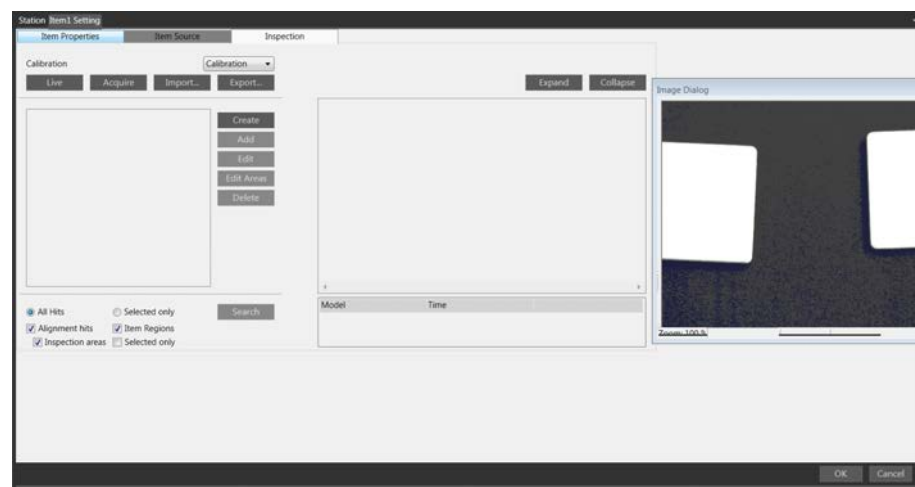 Station Item1 Setting
Item Properties Item Source Inspection
Calibration Calibration
Live Acquire Import... Export... Expand Collapse
Image Dialog
Create
Add
Edit
Edit Areas
Delete
All Hits Selected only Search
Alignment hits Item Regions
Inspection areas Selected only
Model Time
Zoom: 100 %
OK Cancel